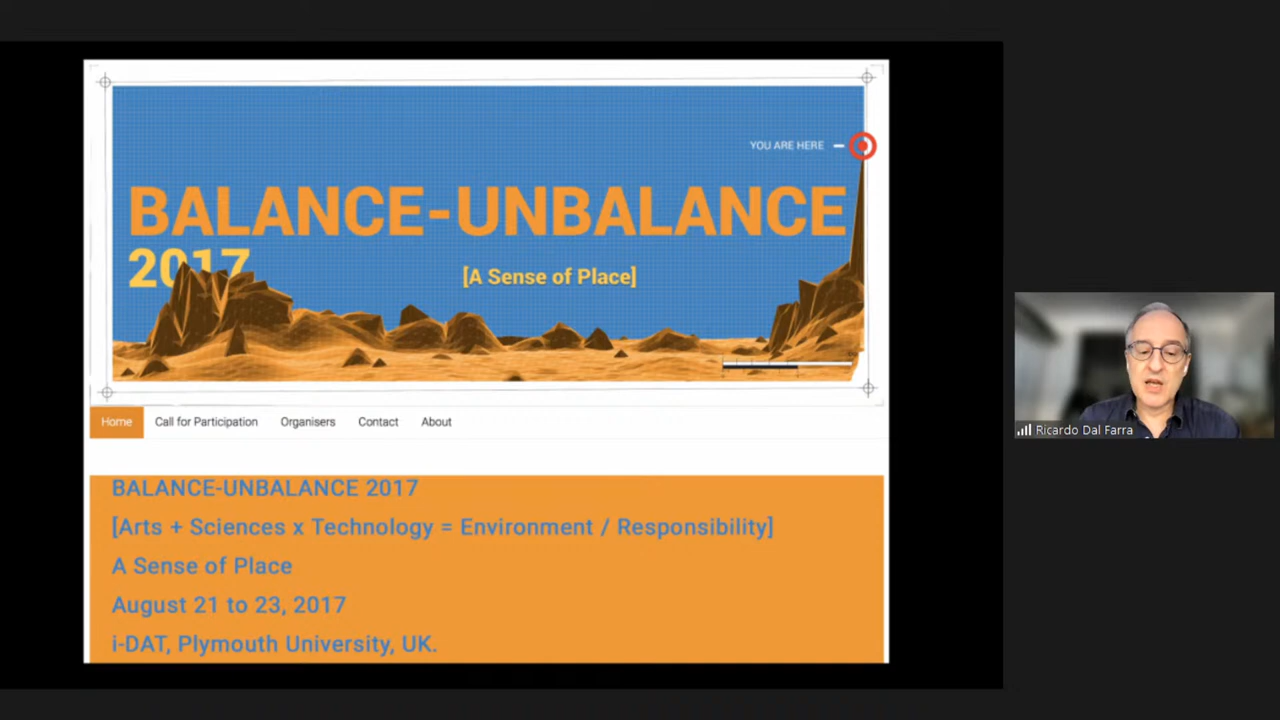 YOU ARE HERE
BALANCE-UNBALANCE
2017
[A Sense of Place]
Home Call for Participation Organisers Contact About
BALANCE-UNBALANCE 2017
[Arts + Sciences x Technology = Environment / Responsibility]
A Sense of Place
August 21 to 23, 2017
i-DAT, Plymouth University, UK.
Ricardo Dal Farra